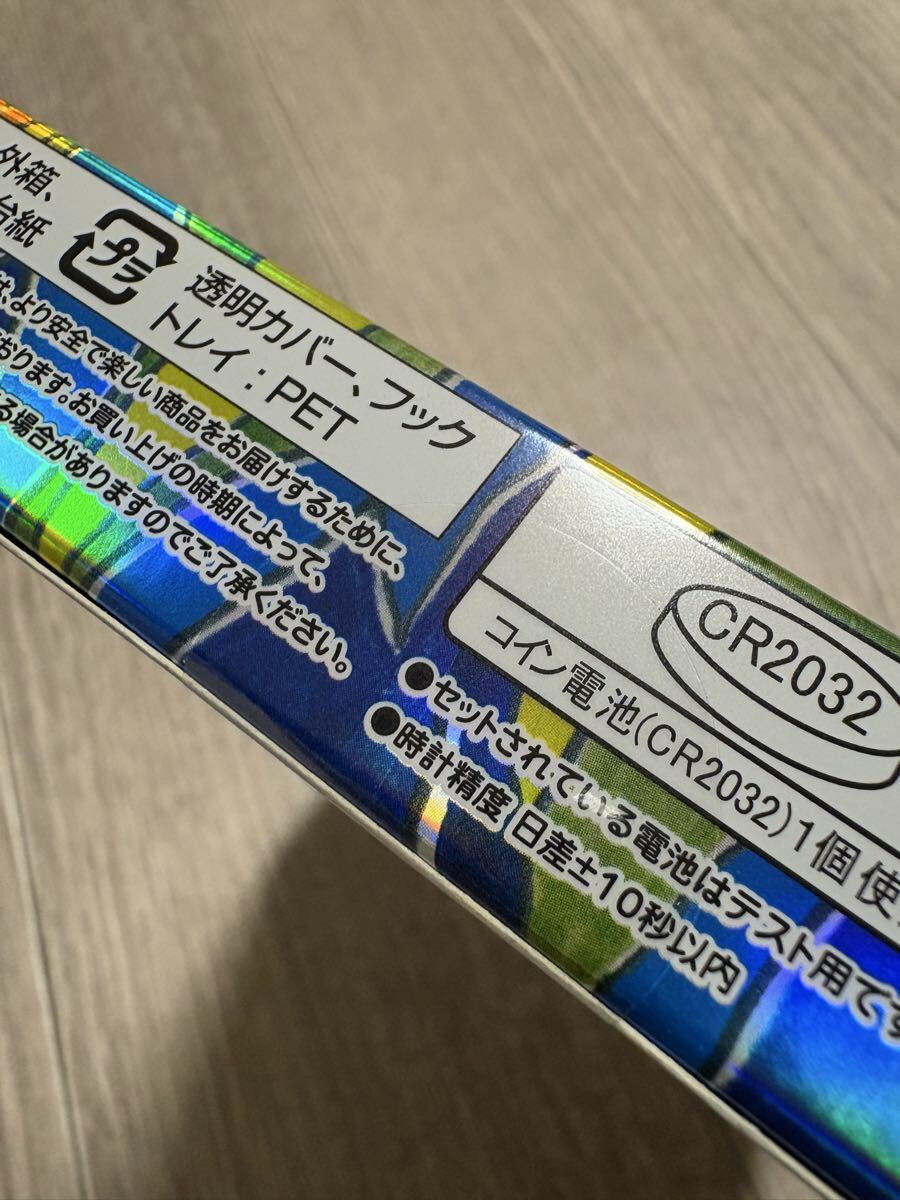 外箱、
台紙
プラ
透明カバー、フック
トレイ：PET
は、より安全で楽しい商品をお届けするために、
おります。お買い上げの時期によって、
る場合がありますのでご了承ください。
CR2032
コイン電池(CR2032)1個使
●セットされている電池はテスト用です
●時計精度 日差±10秒以内